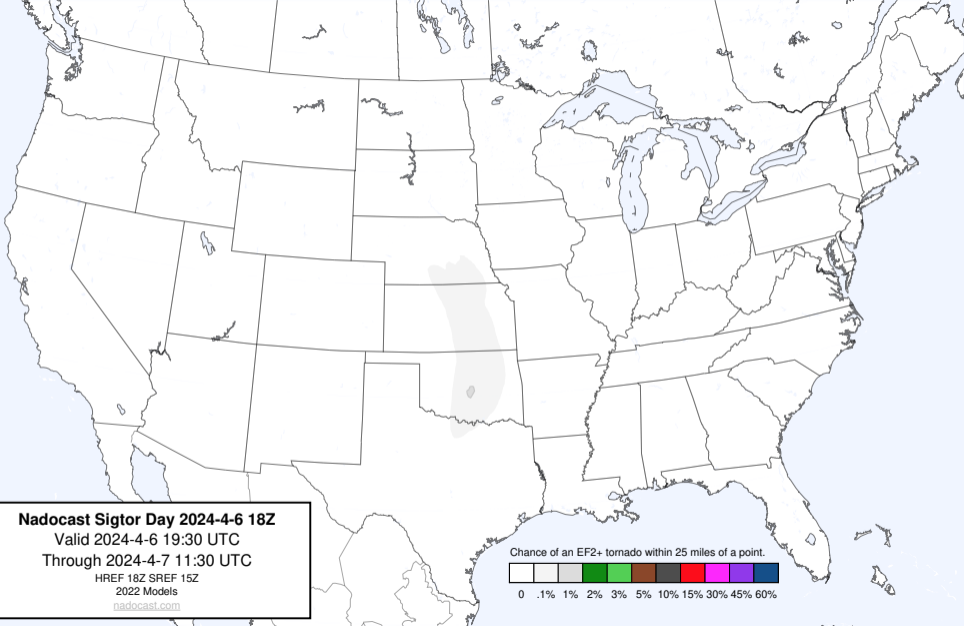 Nadocast Sigtor Day 2024-4-6 18Z
Valid 2024-4-6 19:30 UTC
Through 2024-4-7 11:30 UTC
HREF 18Z SREF 15Z
2022 Models
nadocast.com
Chance of an EF2+ tornado within 25 miles of a point.
0 .1% 1% 2% 3% 5% 10% 15% 30% 45% 60%